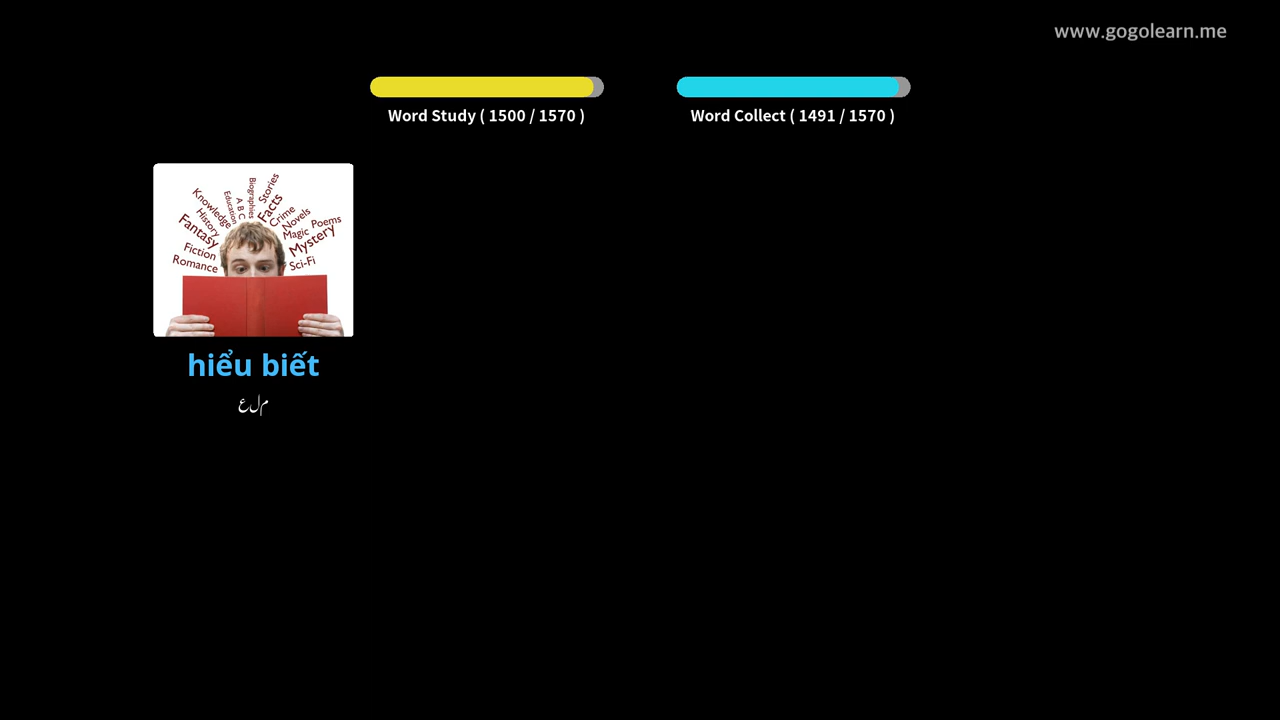 www.gogolearn.me
Word Study ( 1500 / 1570 )
Word Collect ( 1491 / 1570 )
Knowledge
History
Fantasy
Fiction
Romance
Education
A B C
Biographies
Stories
Facts
Crime
Novels
Magic
Poems
Mystery
Sci-Fi
hiểu biết
علم